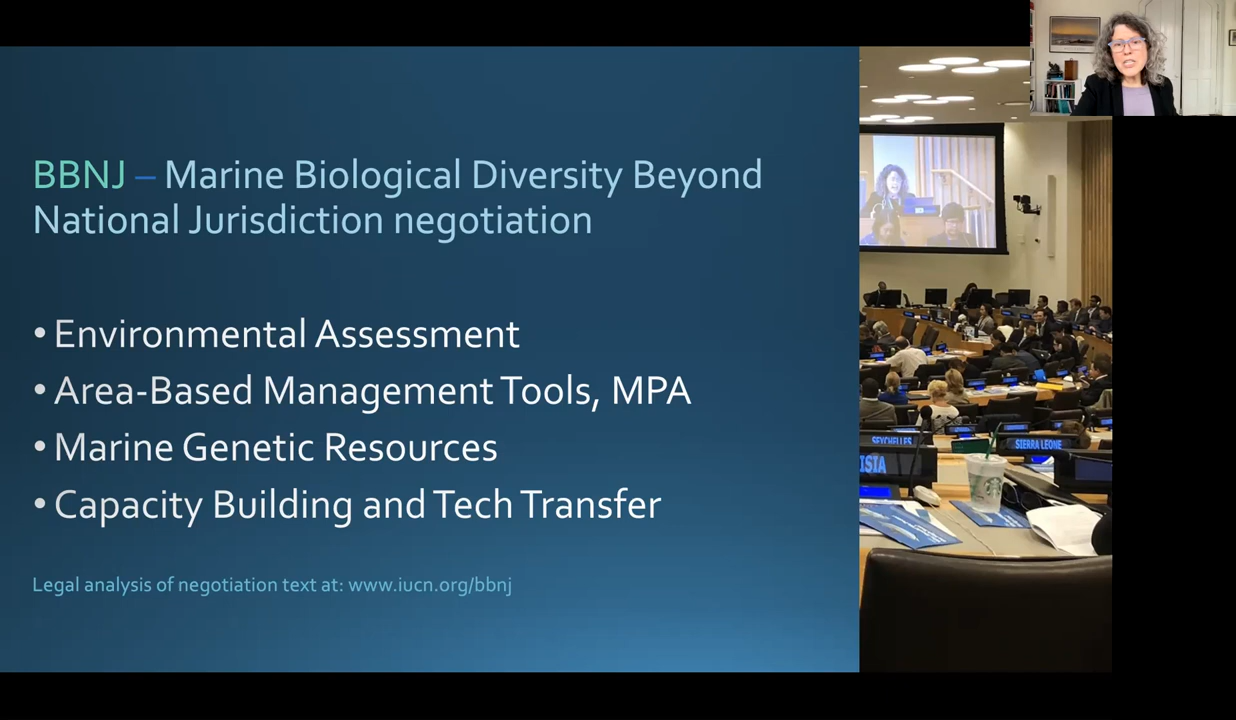 BBNJ – Marine Biological Diversity Beyond
National Jurisdiction negotiation
• Environmental Assessment
• Area-Based Management Tools, MPA
• Marine Genetic Resources
• Capacity Building and Tech Transfer
Legal analysis of negotiation text at: www.iucn.org/bbnj
SEYCHELLES
SIERRA LEONE
ISIA